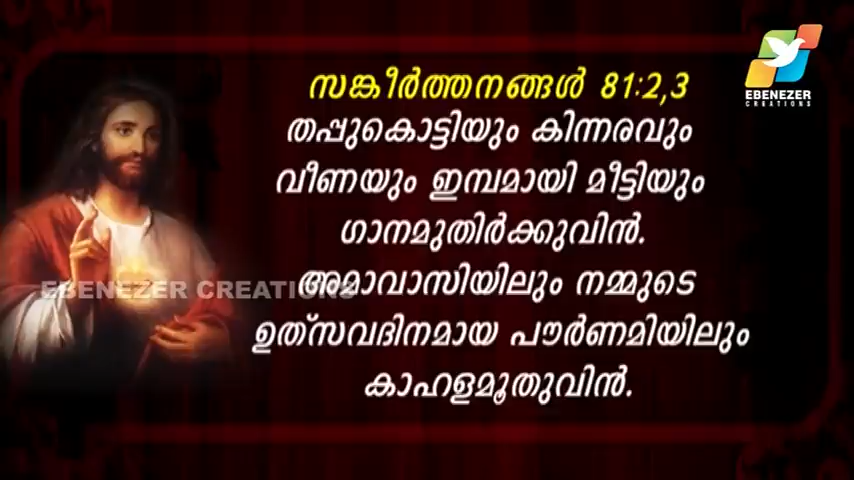 EBENEZER
CREATIONS
സങ്കീർത്തനങ്ങൾ 81:2,3
തപ്പുകൊട്ടിയും കിന്നരവും
വീണയും ഇമ്പമായി മീട്ടിയും
ഗാനമുതിർക്കുവിൻ.
അമാവാസിയിലും നമ്മുടെ
ഉത്സവദിനമായ പൗർണമിയിലും
കാഹളമൂതുവിൻ.
EBENEZER CREATIONS